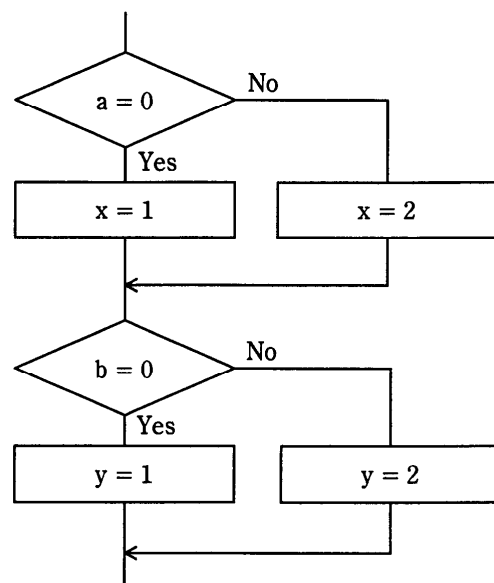 No
a = 0
Yes
x = 1
x = 2
No
b = 0
Yes
y = 1
y = 2